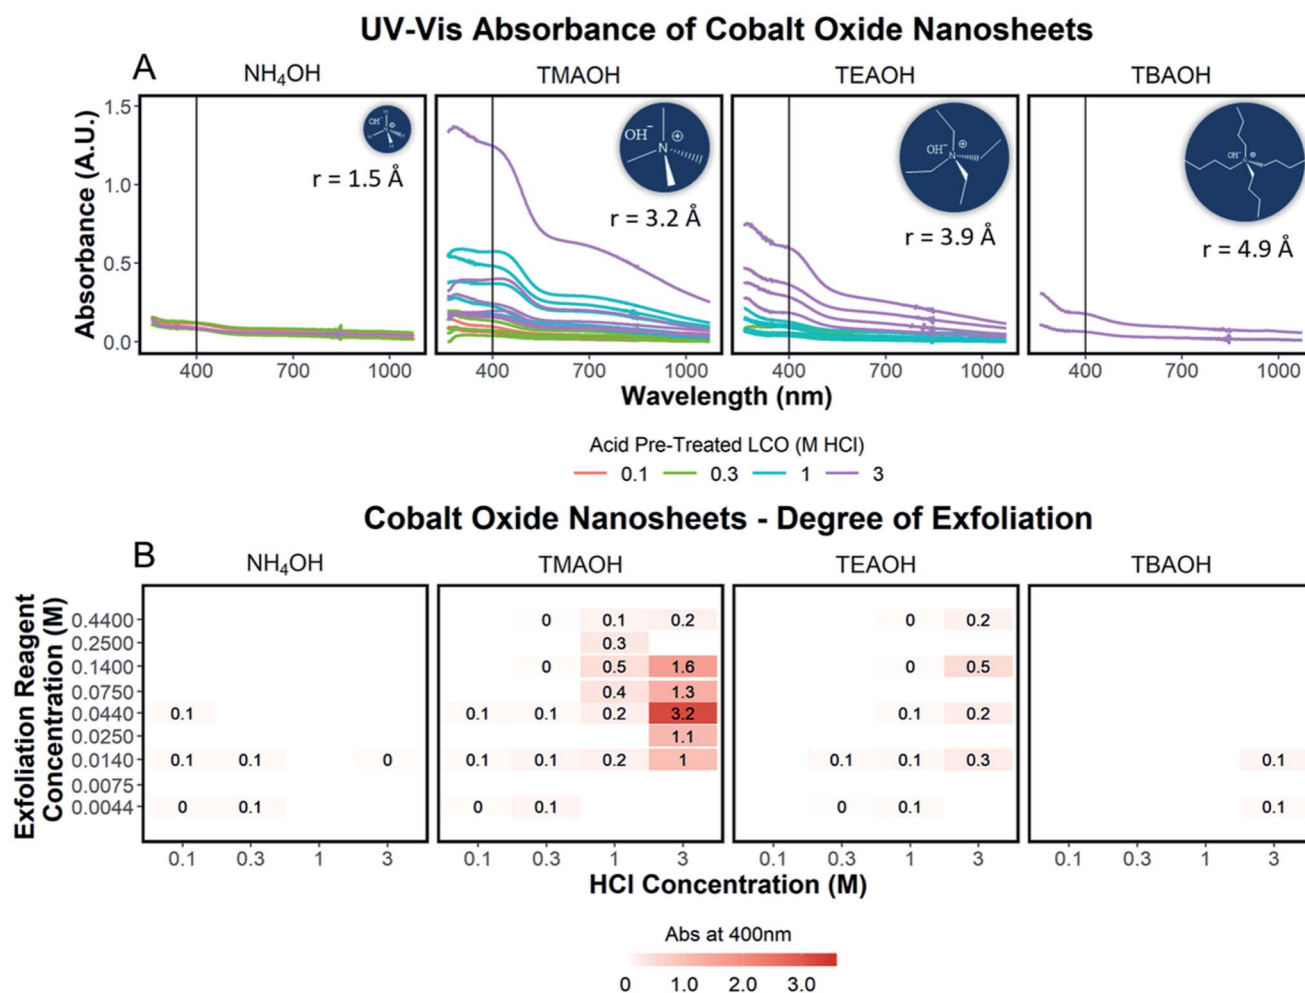 UV-Vis Absorbance of Cobalt Oxide Nanosheets
A
NH₄OH
TMAOH
TEAOH
TBAOH
Absorbance (A.U.)
1.5
1.0
0.5
0.0
OH⁻ N ⊕ H H H H
r = 1.5 Å
OH⁻ N ⊕
r = 3.2 Å
OH⁻ N ⊕
r = 3.9 Å
OH⁻ N ⊕
r = 4.9 Å
400 700 1000 400 700 1000 400 700 1000 400 700 1000
Wavelength (nm)
Acid Pre-Treated LCO (M HCl)
0.1 0.3 1 3
Cobalt Oxide Nanosheets - Degree of Exfoliation
B
NH₄OH
TMAOH
TEAOH
TBAOH
Exfoliation Reagent
Concentration (M)
0.4400 0 0.1 0.2 0 0.2
0.2500 0.3
0.1400 0 0.5 1.6 0 0.5
0.0750 0.4 1.3
0.0440 0.1 0.1 0.1 0.2 3.2 0.1 0.2
0.0250 1.1
0.0140 0.1 0.1 0 0.1 0.1 0.2 1 0.1 0.1 0.3 0.1
0.0075
0.0044 0 0.1 0 0.1 0 0.1 0.1
0.1 0.3 1 3 0.1 0.3 1 3 0.1 0.3 1 3 0.1 0.3 1 3
HCl Concentration (M)
Abs at 400nm
0 1.0 2.0 3.0